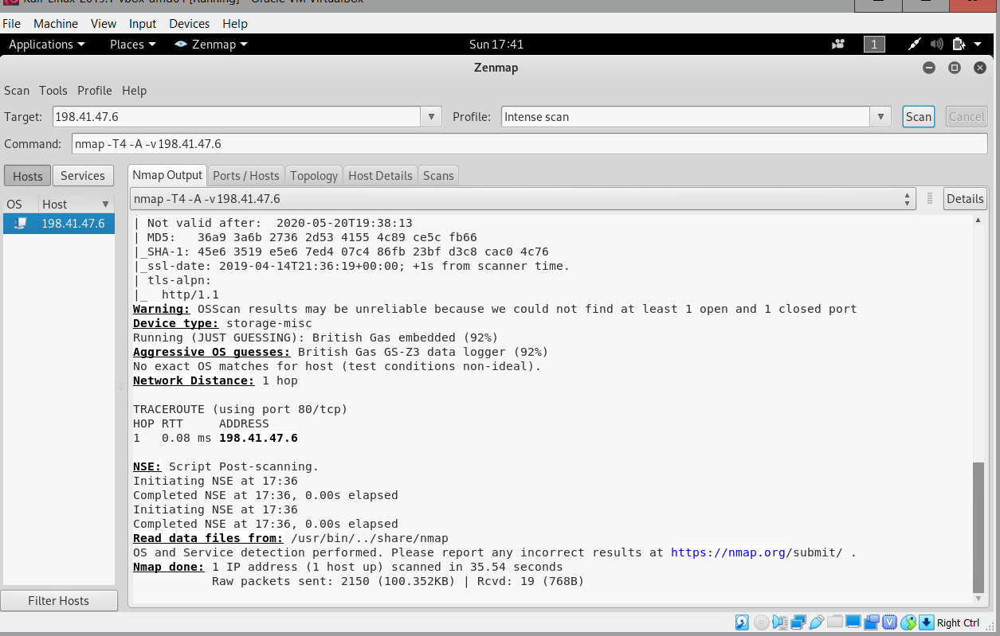 Kali-Linux-2019.1-vbox-amd64 [Running] - Oracle VM VirtualBox
File Machine View Input Devices Help
Applications Places Zenmap Sun 17:41 1
Zenmap
Scan Tools Profile Help
Target: 198.41.47.6 Profile: Intense scan Scan Cancel
Command: nmap -T4 -A -v 198.41.47.6
Hosts Services Nmap Output Ports / Hosts Topology Host Details Scans
OS Host nmap -T4 -A -v 198.41.47.6 Details
198.41.47.6
| Not valid after:  2020-05-20T19:38:13
| MD5:   36a9 3a6b 2736 2d53 4155 4c89 ce5c fb66
|_SHA-1: 45e6 3519 e5e6 7ed4 07c4 86fb 23bf d3c8 cac0 4c76
|_ssl-date: 2019-04-14T21:36:19+00:00; +1s from scanner time.
| tls-alpn:
|_  http/1.1
Warning: OSScan results may be unreliable because we could not find at least 1 open and 1 closed port
Device type: storage-misc
Running (JUST GUESSING): British Gas embedded (92%)
Aggressive OS guesses: British Gas GS-Z3 data logger (92%)
No exact OS matches for host (test conditions non-ideal).
Network Distance: 1 hop
TRACEROUTE (using port 80/tcp)
HOP RTT     ADDRESS
1   0.08 ms 198.41.47.6
NSE: Script Post-scanning.
Initiating NSE at 17:36
Completed NSE at 17:36, 0.00s elapsed
Initiating NSE at 17:36
Completed NSE at 17:36, 0.00s elapsed
Read data files from: /usr/bin/../share/nmap
OS and Service detection performed. Please report any incorrect results at https://nmap.org/submit/ .
Nmap done: 1 IP address (1 host up) scanned in 35.54 seconds
Raw packets sent: 2150 (100.352KB) | Rcvd: 19 (768B)
Filter Hosts
Right Ctrl